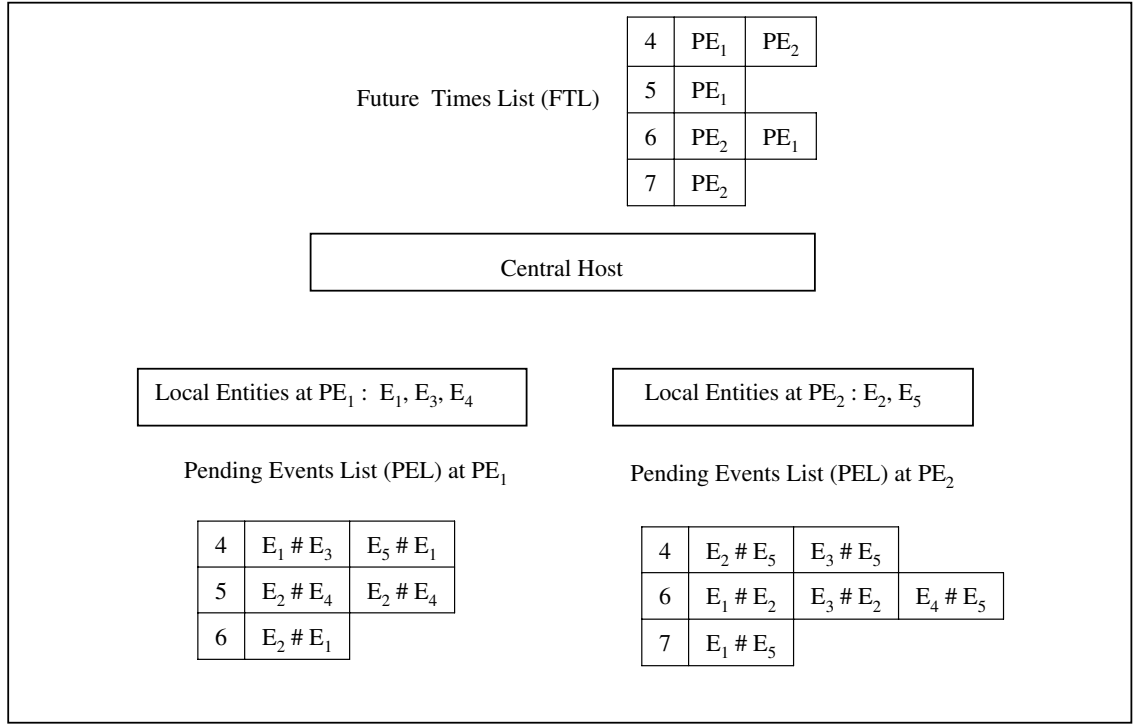 4 PE₁ PE₂
Future Times List (FTL)
5 PE₁
6 PE₂ PE₁
7 PE₂
Central Host
Local Entities at PE₁ : E₁, E₃, E₄
Local Entities at PE₂ : E₂, E₅
Pending Events List (PEL) at PE₁
Pending Events List (PEL) at PE₂
4 E₁ # E₃ E₅ # E₁
5 E₂ # E₄ E₂ # E₄
6 E₂ # E₁
4 E₂ # E₅ E₃ # E₅
6 E₁ # E₂ E₃ # E₂ E₄ # E₅
7 E₁ # E₅